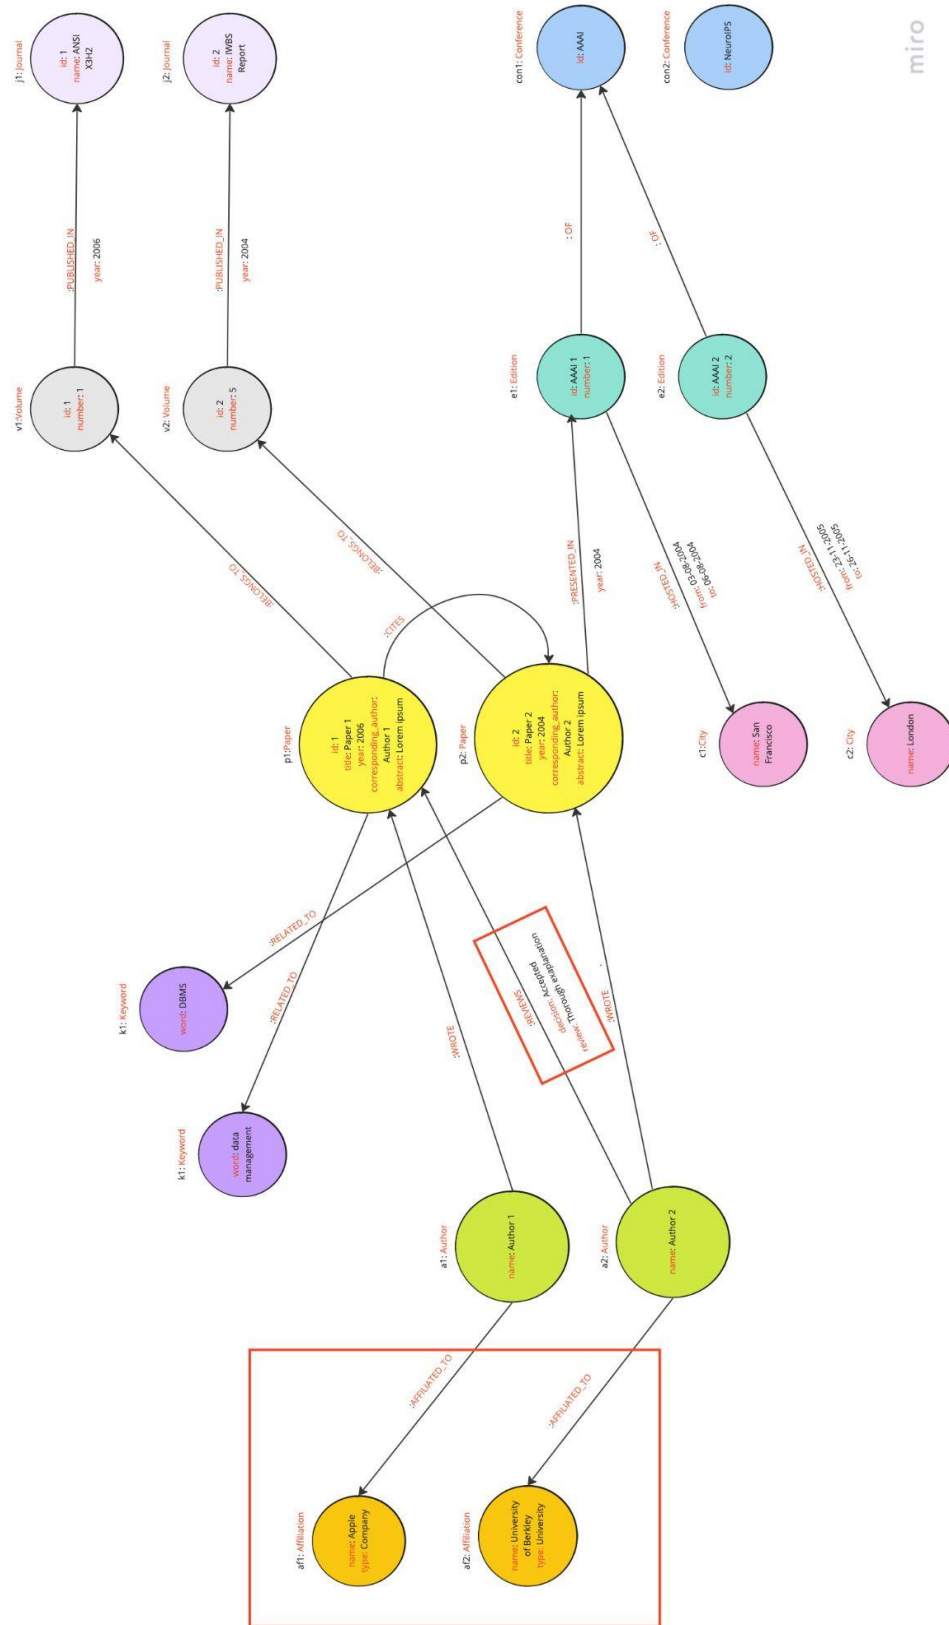 j1: Journal
id: 1
name: ANSI
X3H2
j2: Journal
id: 2
name: IWBS
Report
con1: Conference
id: AAAI
con2: Conference
id: NeuroIPS
miro
:PUBLISHED_IN
year: 2006
:PUBLISHED_IN
year: 2004
: OF
: OF
v1:Volume
id: 1
number: 1
v2: Volume
id: 2
number: 5
e1: Edition
id: AAAI 1
number: 1
e2: Edition
id: AAAI 2
number: 2
:BELONGS_TO
:BELONGS_TO
:CITES
:PRESENTED_IN
year: 2004
:HOSTED_IN
from: 03-08-2004
to: 06-08-2004
:HOSTED_IN
from: 23-11-2005
to: 26-11-2005
p1:Paper
id: 1
title: Paper 1
year: 2006
corresponding_author:
Author 1
abstract: Lorem ipsum
p2: Paper
id: 2
title: Paper 2
year: 2004
corresponding_author:
Author 2
abstract: Lorem ipsum
c1:City
name: San
Francisco
c2: City
name: London
:RELATED_TO
:RELATED_TO
k1: Keyword
word: DBMS
k1: Keyword
word: data
management
:WROTE
:REVIEWS
decision: Accepted
review: Thorough exaplanation
:WROTE
a1: Author
name: Author 1
a2: Author
name: Author 2
:AFFILIATED_TO
:AFFILIATED_TO
af1: Affiliation
name: Apple
type: Company
af2: Affiliation
name: University
of Berkley
type: University